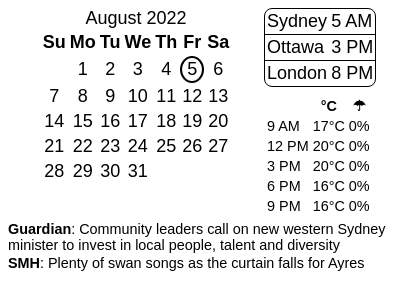 August 2022
Su Mo Tu We Th Fr Sa
1 2 3 4 5 6
7 8 9 10 11 12 13
14 15 16 17 18 19 20
21 22 23 24 25 26 27
28 29 30 31
Sydney 5 AM
Ottawa 3 PM
London 8 PM
°C ☂
9 AM 17°C 0%
12 PM 20°C 0%
3 PM 20°C 0%
6 PM 16°C 0%
9 PM 16°C 0%
Guardian: Community leaders call on new western Sydney
minister to invest in local people, talent and diversity
SMH: Plenty of swan songs as the curtain falls for Ayres